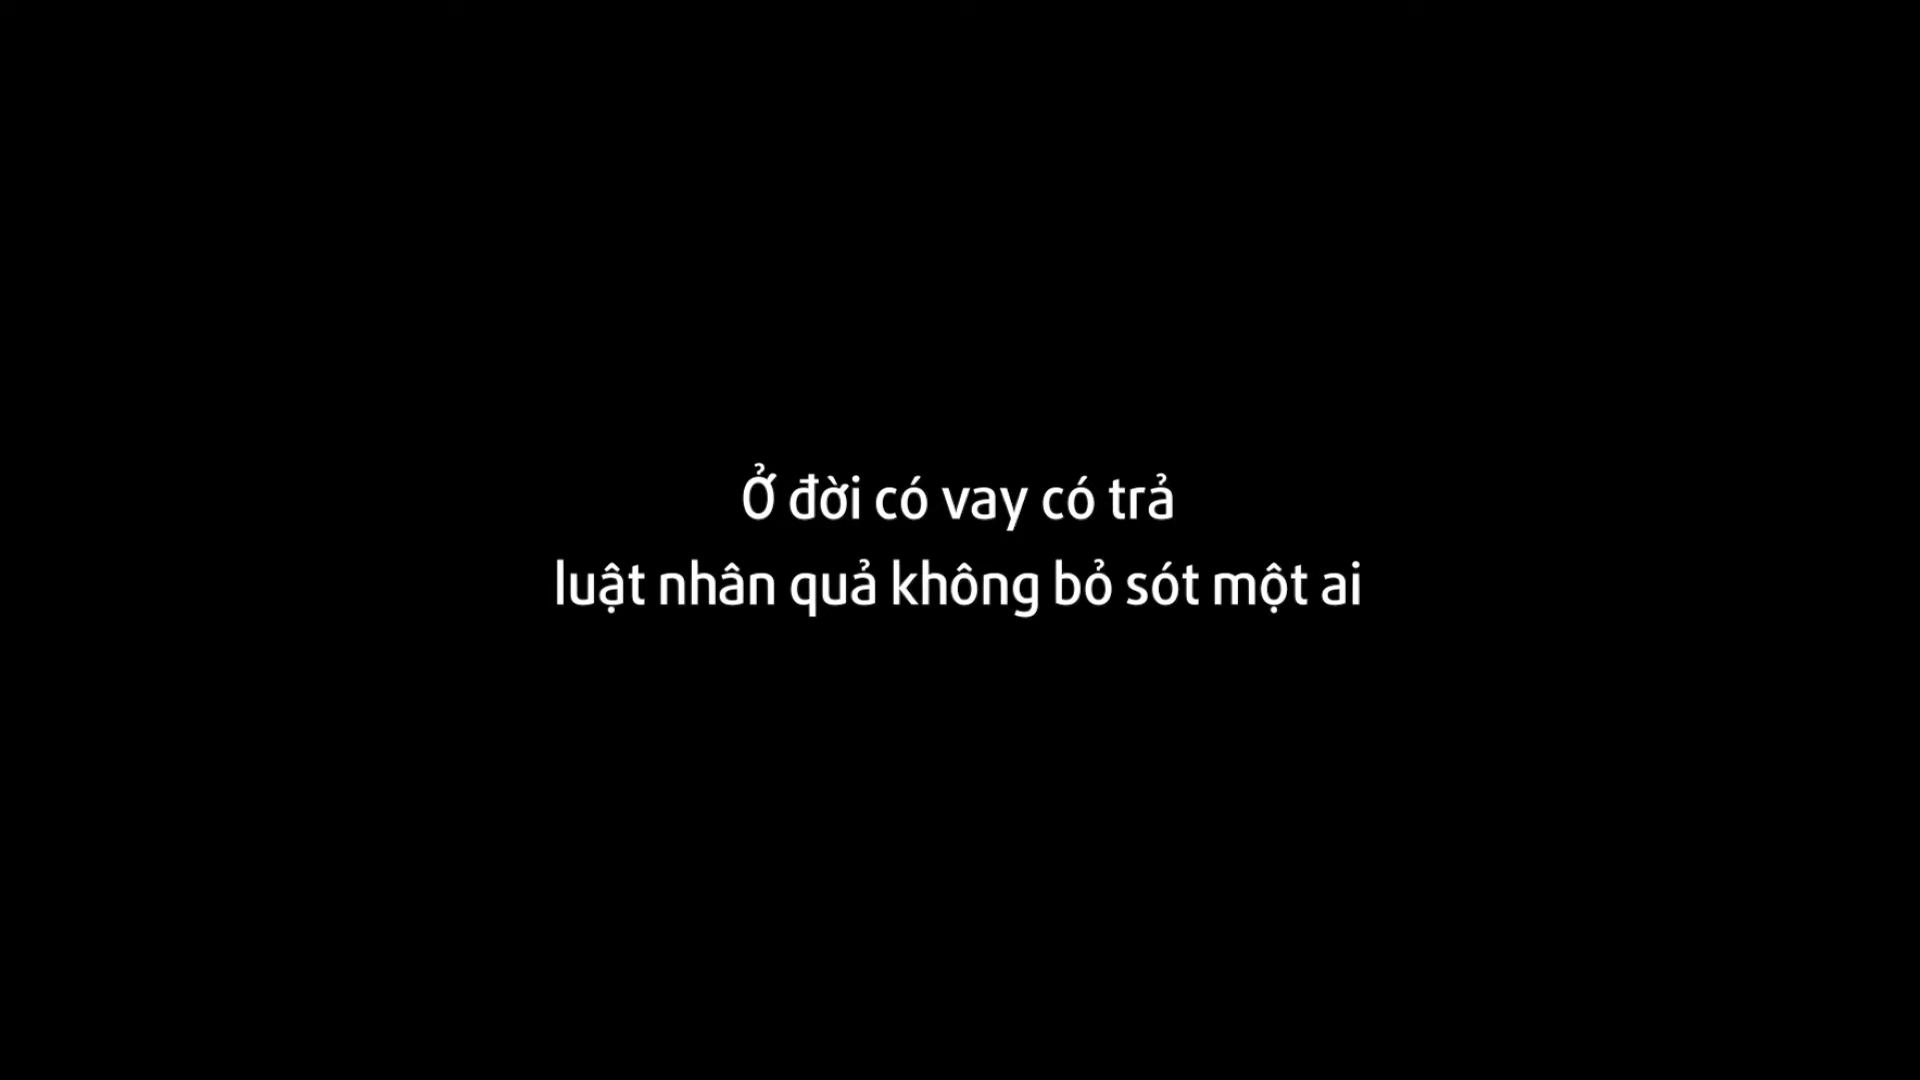 Ở đời có vay có trả
luật nhân quả không bỏ sót một ai